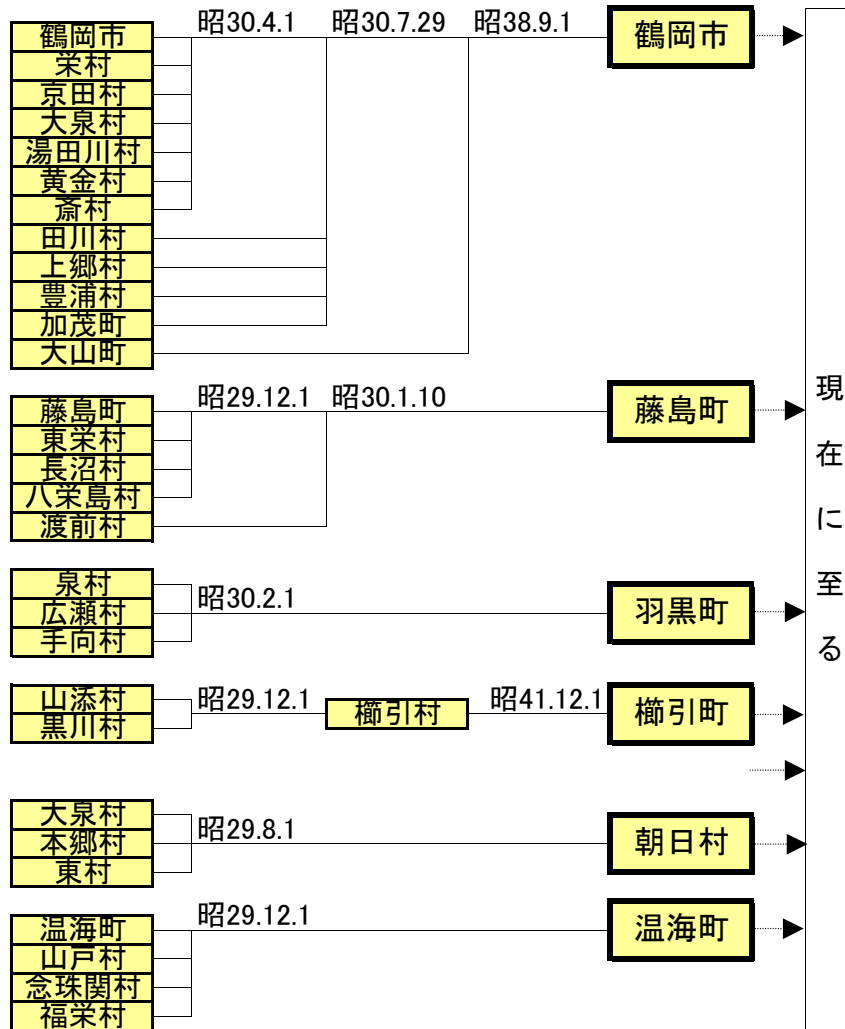 昭30.4.1 昭30.7.29 昭38.9.1
鶴岡市
鶴岡市
栄村
京田村
大泉村
湯田川村
黄金村
斎村
田川村
上郷村
豊浦村
加茂町
大山町
昭29.12.1 昭30.1.10
藤島町
藤島町
東栄村
長沼村
八栄島村
渡前村
泉村
昭30.2.1
広瀬村
羽黒町
手向村
山添村
昭29.12.1
櫛引村
昭41.12.1
櫛引町
黒川村
大泉村
昭29.8.1
本郷村
朝日村
東村
昭29.12.1
温海町
温海町
山戸村
念珠関村
福栄村
現在に至る